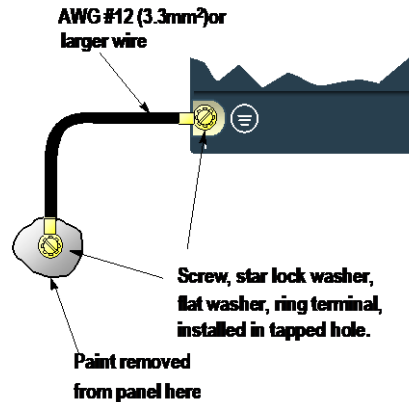 AWG #12 (3.3mm²)or
larger wire
Screw, star lock washer,
flat washer, ring terminal,
installed in tapped hole.
Paint removed
from panel here